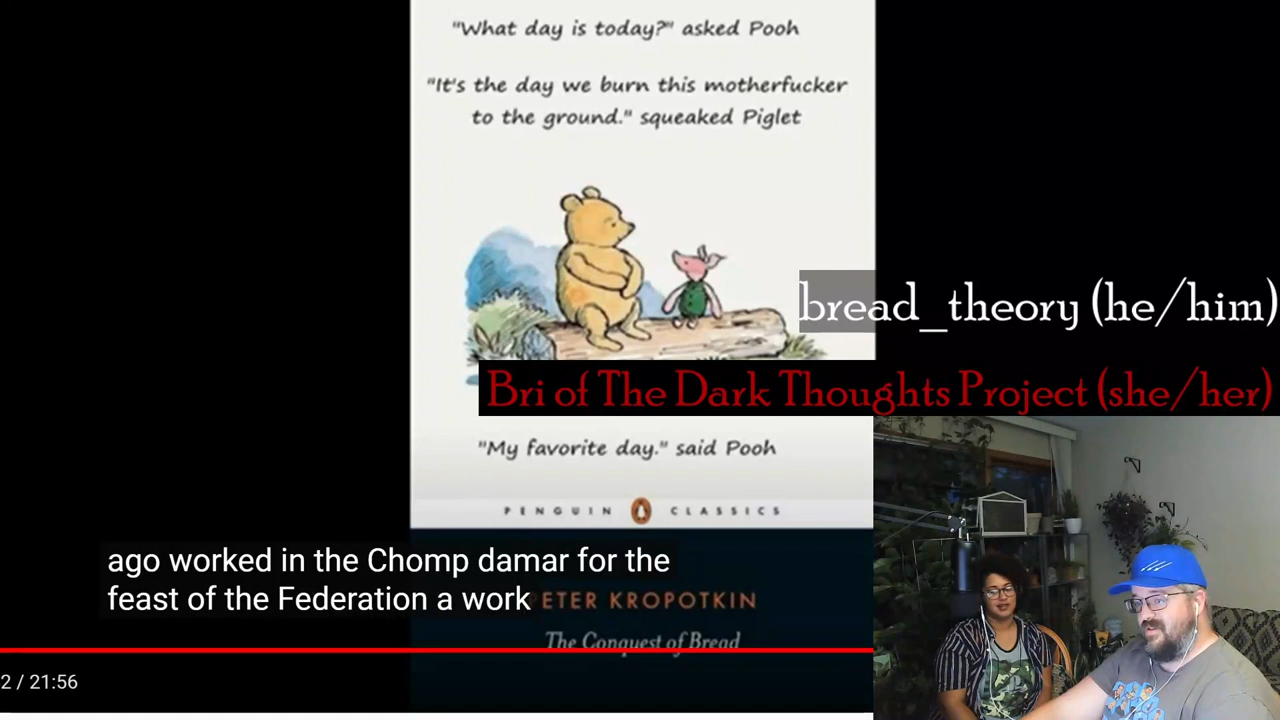 "What day is today?" asked Pooh
"It's the day we burn this motherfucker
to the ground." squeaked Piglet
bread_theory (he/him)
Bri of The Dark Thoughts Project (she/her)
"My favorite day." said Pooh
PENGUIN CLASSICS
ago worked in the Chomp damar for the
feast of the Federation a work
PETER KROPOTKIN
The Conquest of Bread
2 / 21:56